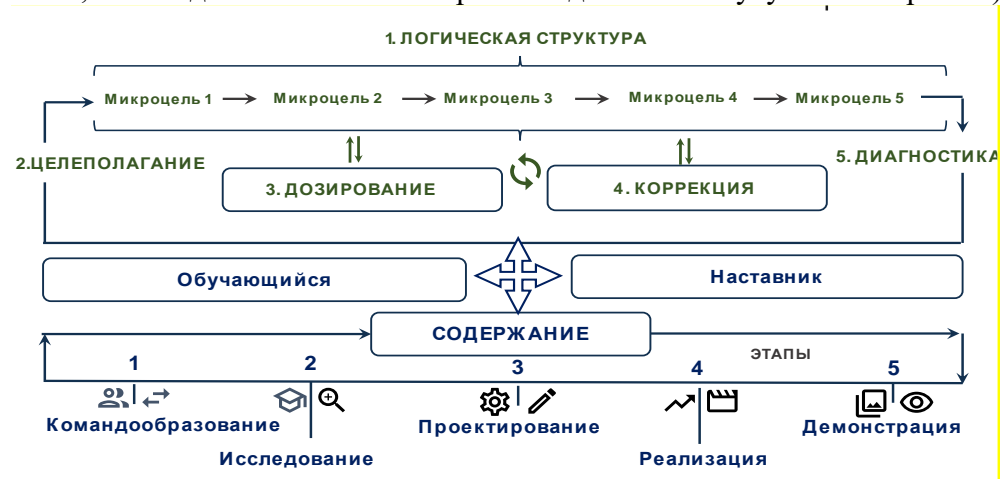 1. ЛОГИЧЕСКАЯ СТРУКТУРА
Микроцель 1
Микроцель 2
Микроцель 3
Микроцель 4
Микроцель 5
2.ЦЕЛЕПОЛАГАНИЕ
5. ДИАГНОСТИКА
3. ДОЗИРОВАНИЕ
4. КОРРЕКЦИЯ
Обучающийся
Наставник
СОДЕРЖАНИЕ
ЭТАПЫ
1
2
3
4
5
Командообразование
Проектирование
Демонстрация
Исследование
Реализация